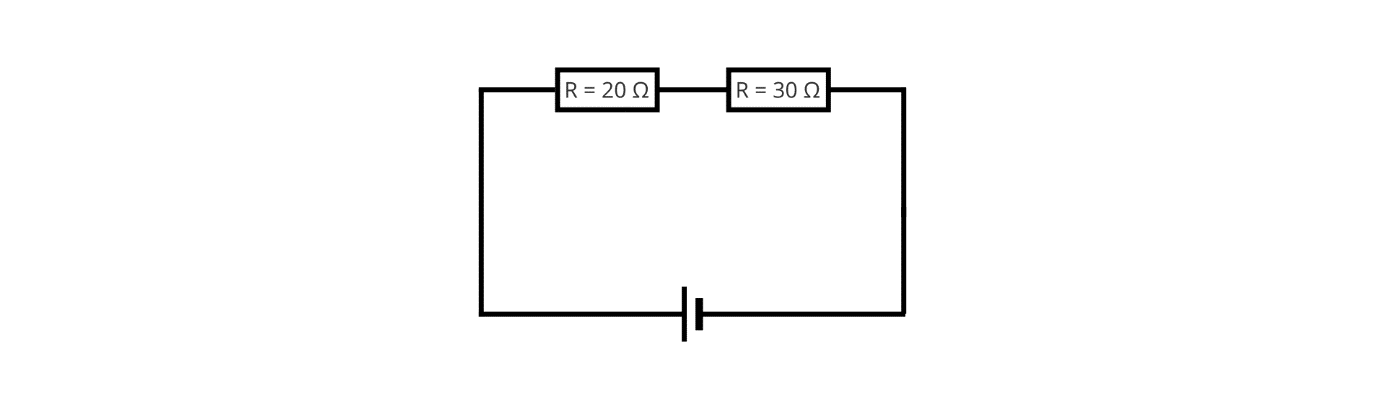 R = 20 Ω
R = 30 Ω